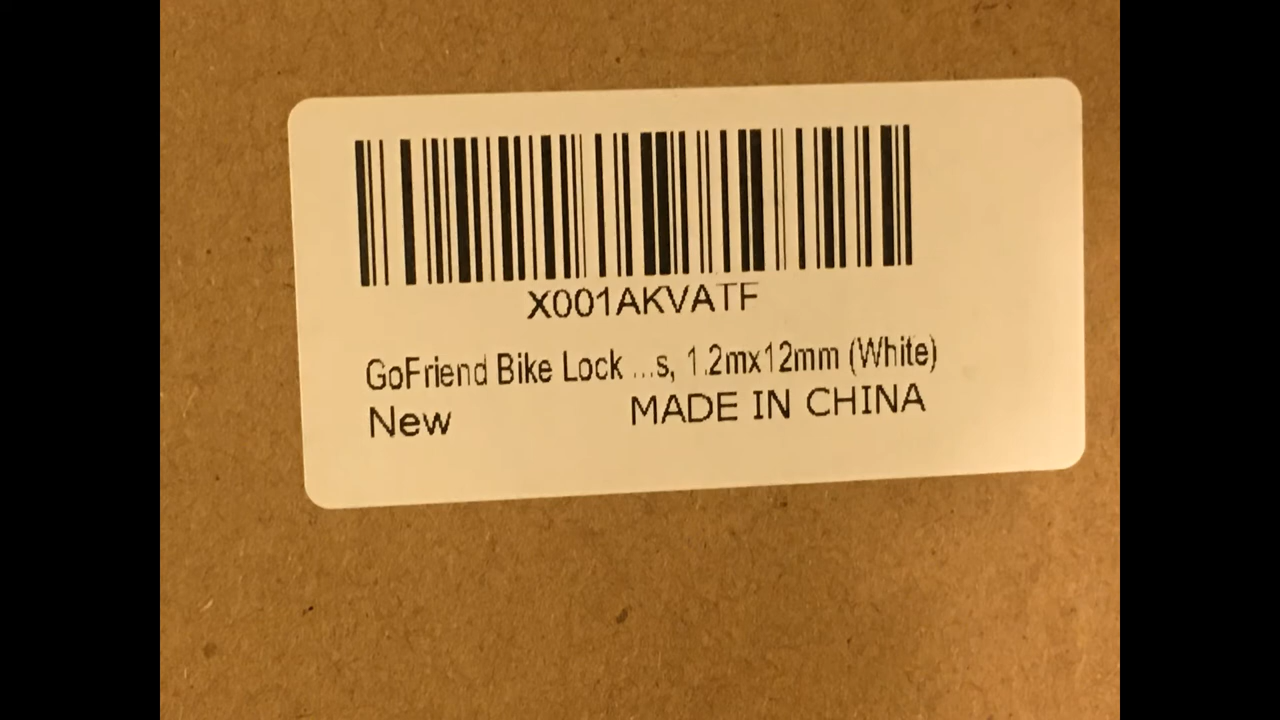 X001AKVATF
GoFriend Bike Lock ...s, 1.2mx12mm (White)
New MADE IN CHINA